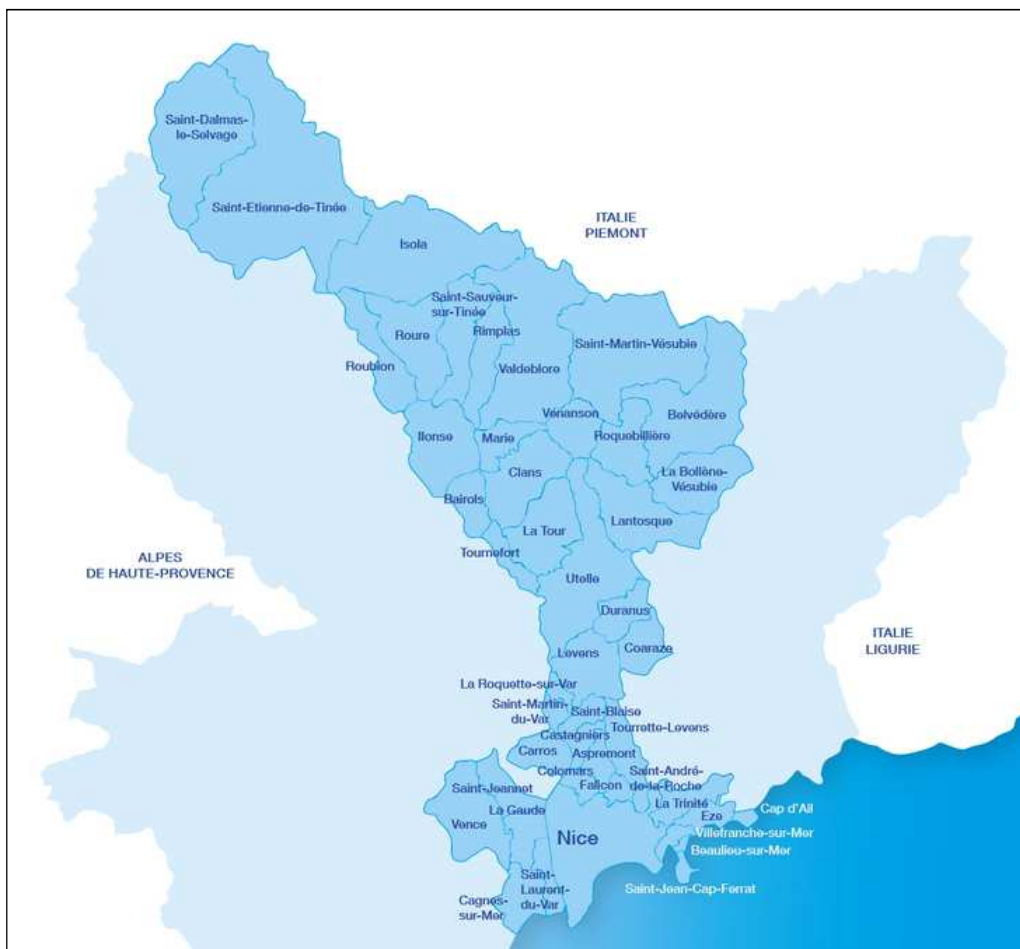 Saint-Dalmas-
le-Selvage
Saint-Etienne-de-Tinée
ITALIE
PIEMONT
Isola
Saint-Sauveur-
sur-Tinée
Roure
Rimplas
Saint-Martin-Vésubie
Roubion
Valdeblore
Venanson
Belvédère
Ilonse
Marie
Roquebillière
Clans
La Bollène-
Vésubie
Bairols
Lantosque
La Tour
Tournefort
ALPES
DE HAUTE-PROVENCE
Utelle
Duranus
ITALIE
LIGURIE
Coaraze
Levens
La Roquette-sur-Var
Saint-Martin-
du-Var
Saint-Blaise
Tourrette-Levens
Castagniers
Carros
Aspremont
Colomars
Saint-André-
de-la-Roche
Falicon
Saint-Jeannet
La Trinité
La Gaude
Eze
Cap d'Ail
Vence
Nice
Villefranche-sur-Mer
Beaulieu-sur-Mer
Saint-
Laurent-
du-Var
Saint-Jean-Cap-Ferrat
Cagnes-
sur-Mer